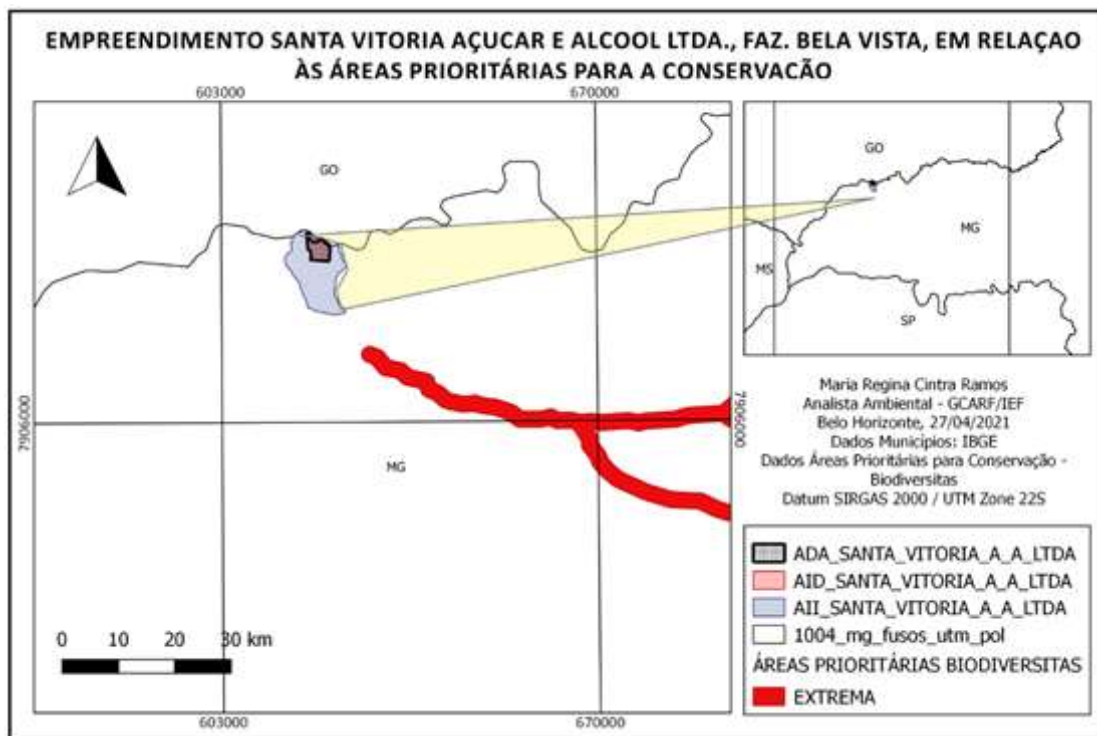 EMPREENDIMENTO SANTA VITORIA AÇUCAR E ALCOOL LTDA., FAZ. BELA VISTA, EM RELAÇAO
ÀS ÁREAS PRIORITÁRIAS PARA A CONSERVACÃO
603000
670000
GO
MG
7906000
7906000
0 10 20 30 km
603000
670000
GO
MG
MS
SP
Maria Regina Cintra Ramos
Analista Ambiental - GCARF/IEF
Belo Horizonte, 27/04/2021
Dados Municípios: IBGE
Dados Áreas Prioritárias para Conservação -
Biodiversitas
Datum SIRGAS 2000 / UTM Zone 22S
ADA_SANTA_VITORIA_A_A_LTDA
AID_SANTA_VITORIA_A_A_LTDA
AII_SANTA_VITORIA_A_A_LTDA
1004_mg_fusos_utm_pol
ÁREAS PRIORITÁRIAS BIODIVERSITAS
EXTREMA